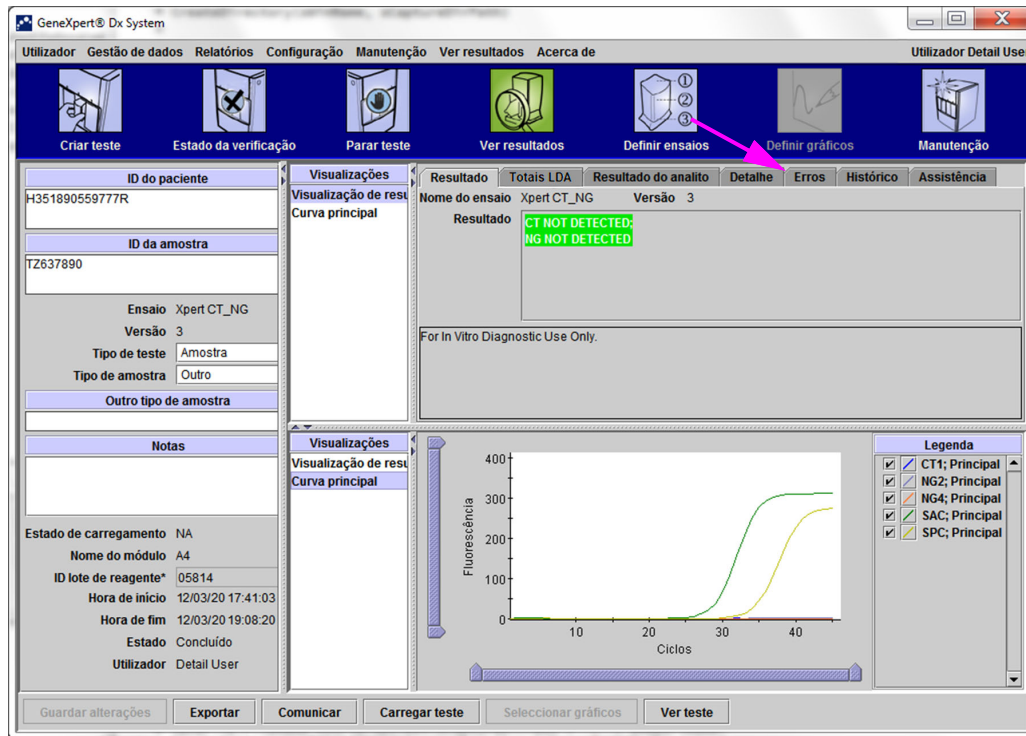 GeneXpert® Dx System
Utilizador Gestão de dados Relatórios Configuração Manutenção Ver resultados Acerca de Utilizador Detail User
Criar teste Estado da verificação Parar teste Ver resultados Definir ensaios Definir gráficos Manutenção
ID do paciente
H351890559777R
ID da amostra
TZ637890
Ensaio Xpert CT_NG
Versão 3
Tipo de teste Amostra
Tipo de amostra Outro
Outro tipo de amostra
Notas
Estado de carregamento NA
Nome do módulo A4
ID lote de reagente* 05814
Hora de início 12/03/20 17:41:03
Hora de fim 12/03/20 19:08:20
Estado Concluído
Utilizador Detail User
Visualizações
Visualização de resu
Curva principal
Resultado Totais LDA Resultado do analito Detalhe Erros Histórico Assistência
Nome do ensaio Xpert CT_NG Versão 3
Resultado CT NOT DETECTED;
NG NOT DETECTED
For In Vitro Diagnostic Use Only.
Visualizações
Visualização de resu
Curva principal
Fluorescência
400
300
200
100
0
10 20 30 40
Ciclos
Legenda
CT1; Principal
NG2; Principal
NG4; Principal
SAC; Principal
SPC; Principal
Guardar alterações Exportar Comunicar Carregar teste Seleccionar gráficos Ver teste